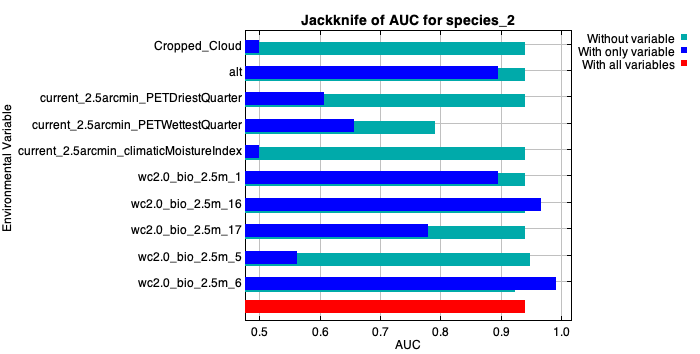 Jackknife of AUC for species_2
Without variable
With only variable
With all variables
Environmental Variable
Cropped_Cloud
alt
current_2.5arcmin_PETDriestQuarter
current_2.5arcmin_PETWettestQuarter
current_2.5arcmin_climaticMoistureIndex
wc2.0_bio_2.5m_1
wc2.0_bio_2.5m_16
wc2.0_bio_2.5m_17
wc2.0_bio_2.5m_5
wc2.0_bio_2.5m_6
0.5 0.6 0.7 0.8 0.9 1.0
AUC